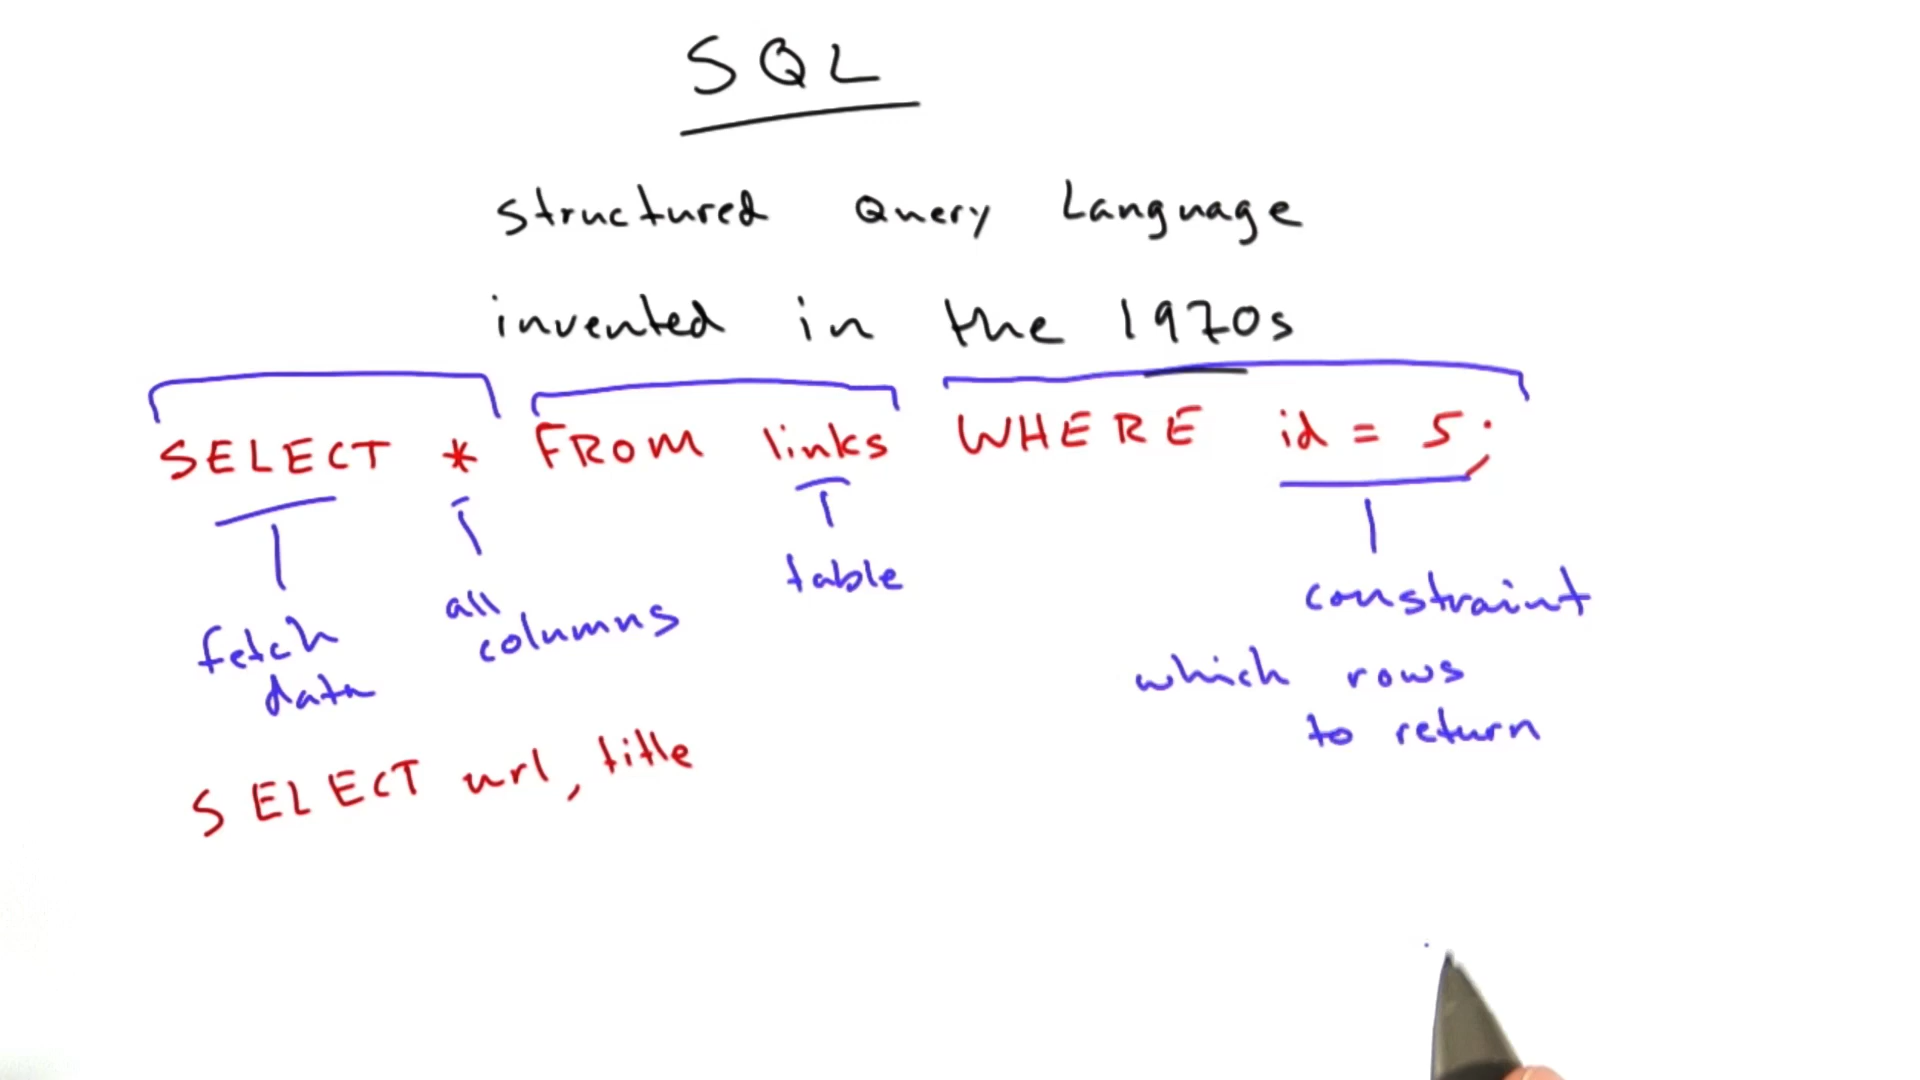 SQL
Structured Query Language
invented in the 1970s
SELECT * FROM links WHERE id = 5;
fetch data
all columns
table
constraint
which rows
to return
SELECT url, title